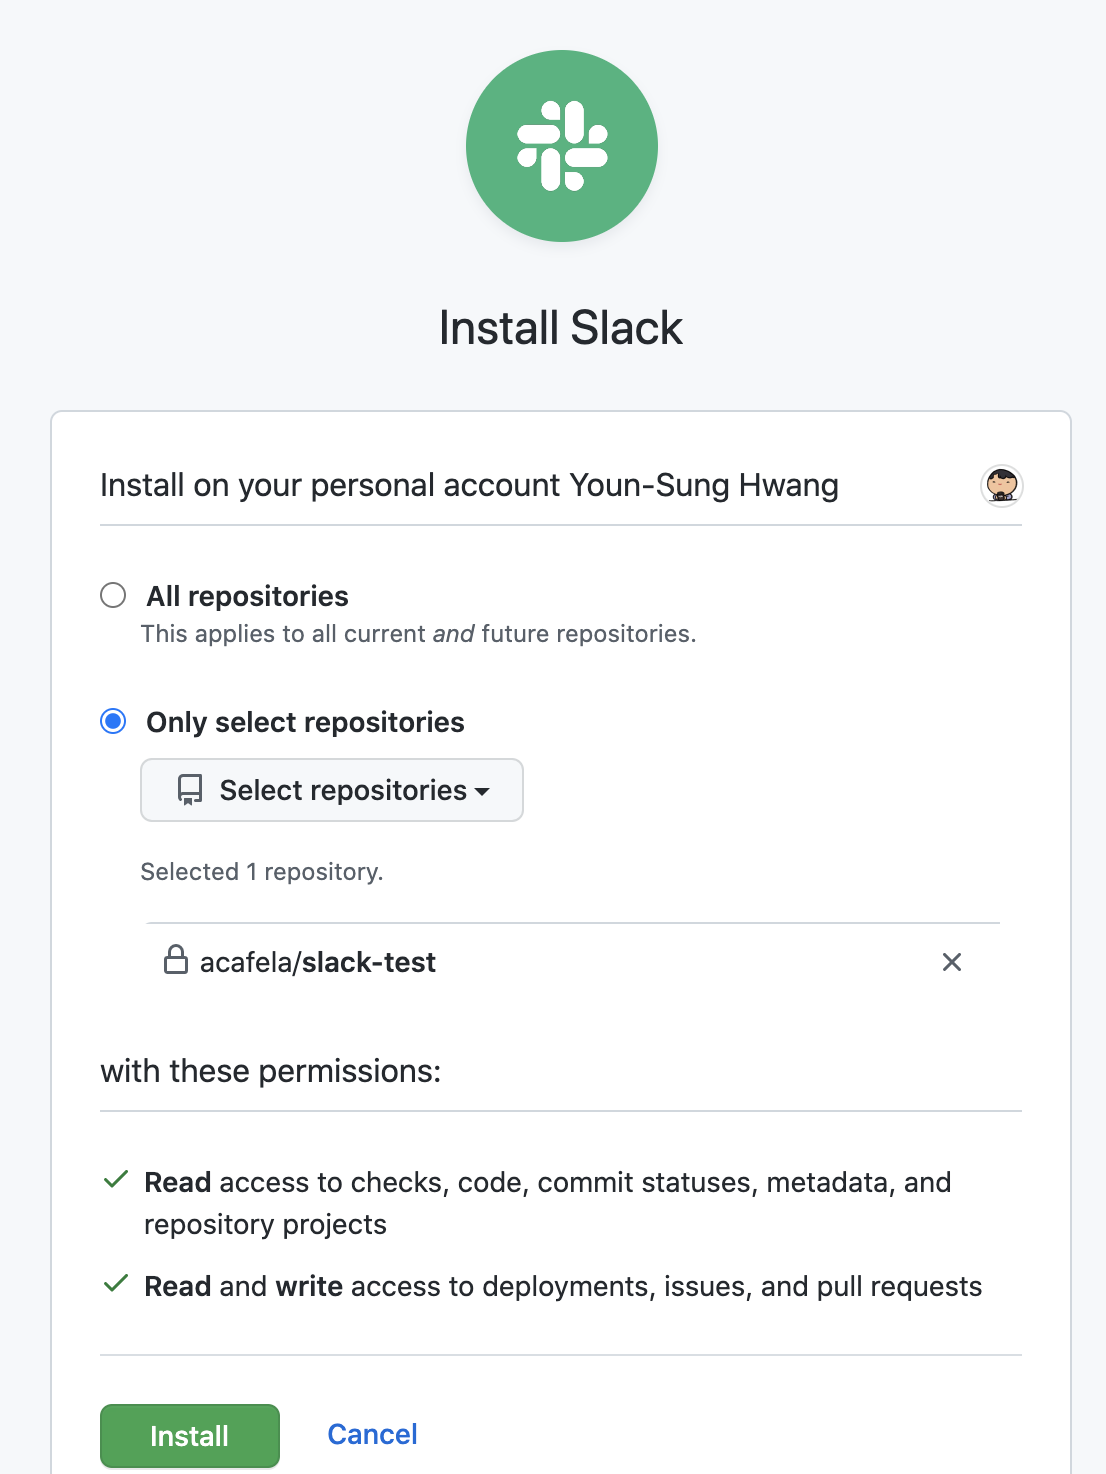 Install Slack
Install on your personal account Youn-Sung Hwang
All repositories
This applies to all current and future repositories.
Only select repositories
Select repositories
Selected 1 repository.
acafela/slack-test
with these permissions:
Read access to checks, code, commit statuses, metadata, and
repository projects
Read and write access to deployments, issues, and pull requests
Install
Cancel